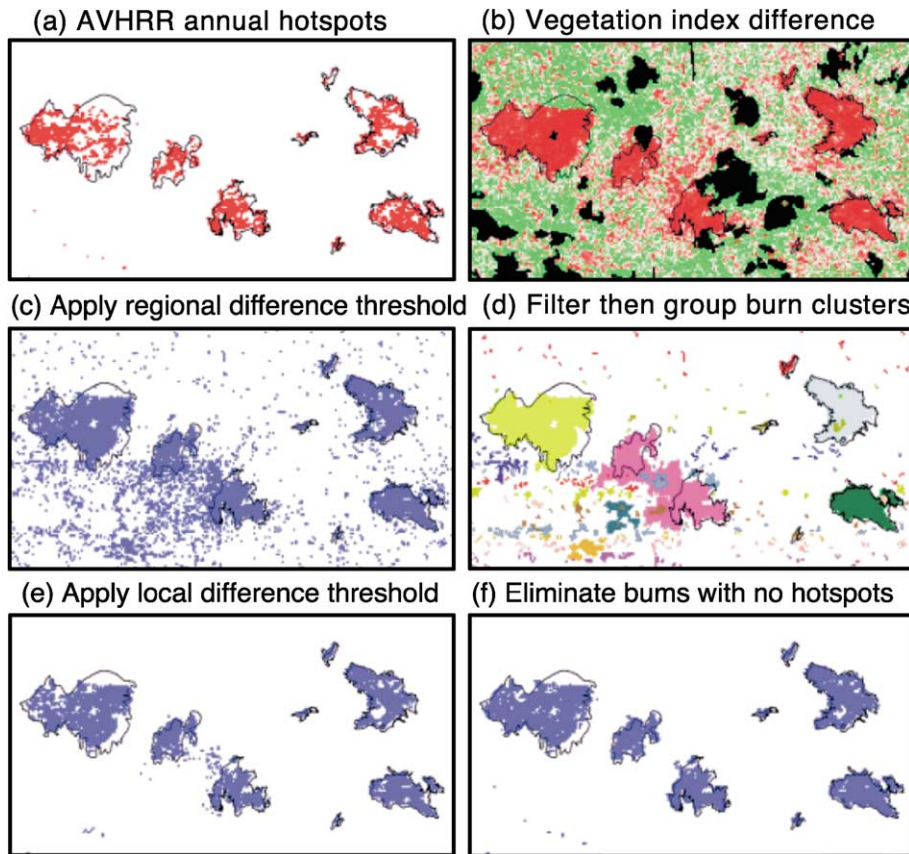 (a) AVHRR annual hotspots
(b) Vegetation index difference
(c) Apply regional difference threshold
(d) Filter then group burn clusters
(e) Apply local difference threshold
(f) Eliminate bums with no hotspots